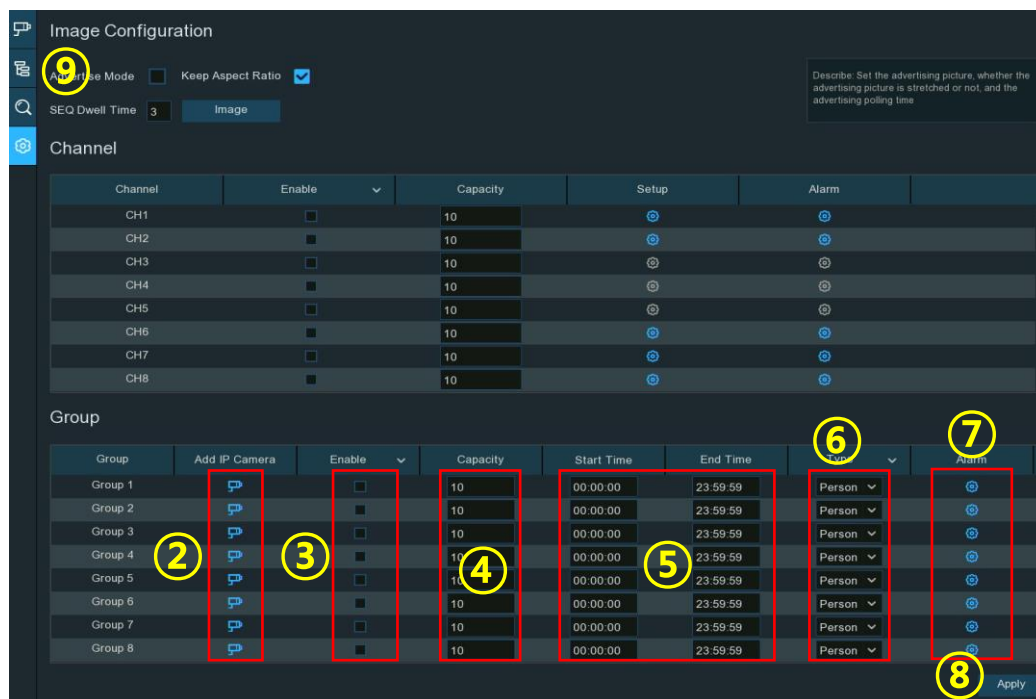 Image Configuration
⑨
Advertise Mode Keep Aspect Ratio
Describe: Set the advertising picture, whether the
advertising picture is stretched or not, and the
advertising polling time
SEQ Dwell Time 3 Image
Channel
Channel Enable Capacity Setup Alarm
CH1 10
CH2 10
CH3 10
CH4 10
CH5 10
CH6 10
CH7 10
CH8 10
Group
⑥ ⑦
Group Add IP Camera Enable Capacity Start Time End Time Type Alarm
Group 1 10 00:00:00 23:59:59 Person
Group 2 10 00:00:00 23:59:59 Person
Group 3 10 00:00:00 23:59:59 Person
Group 4 10 00:00:00 23:59:59 Person
② ③ ④ ⑤
Group 5 10 00:00:00 23:59:59 Person
Group 6 10 00:00:00 23:59:59 Person
Group 7 10 00:00:00 23:59:59 Person
Group 8 10 00:00:00 23:59:59 Person
⑧ Apply